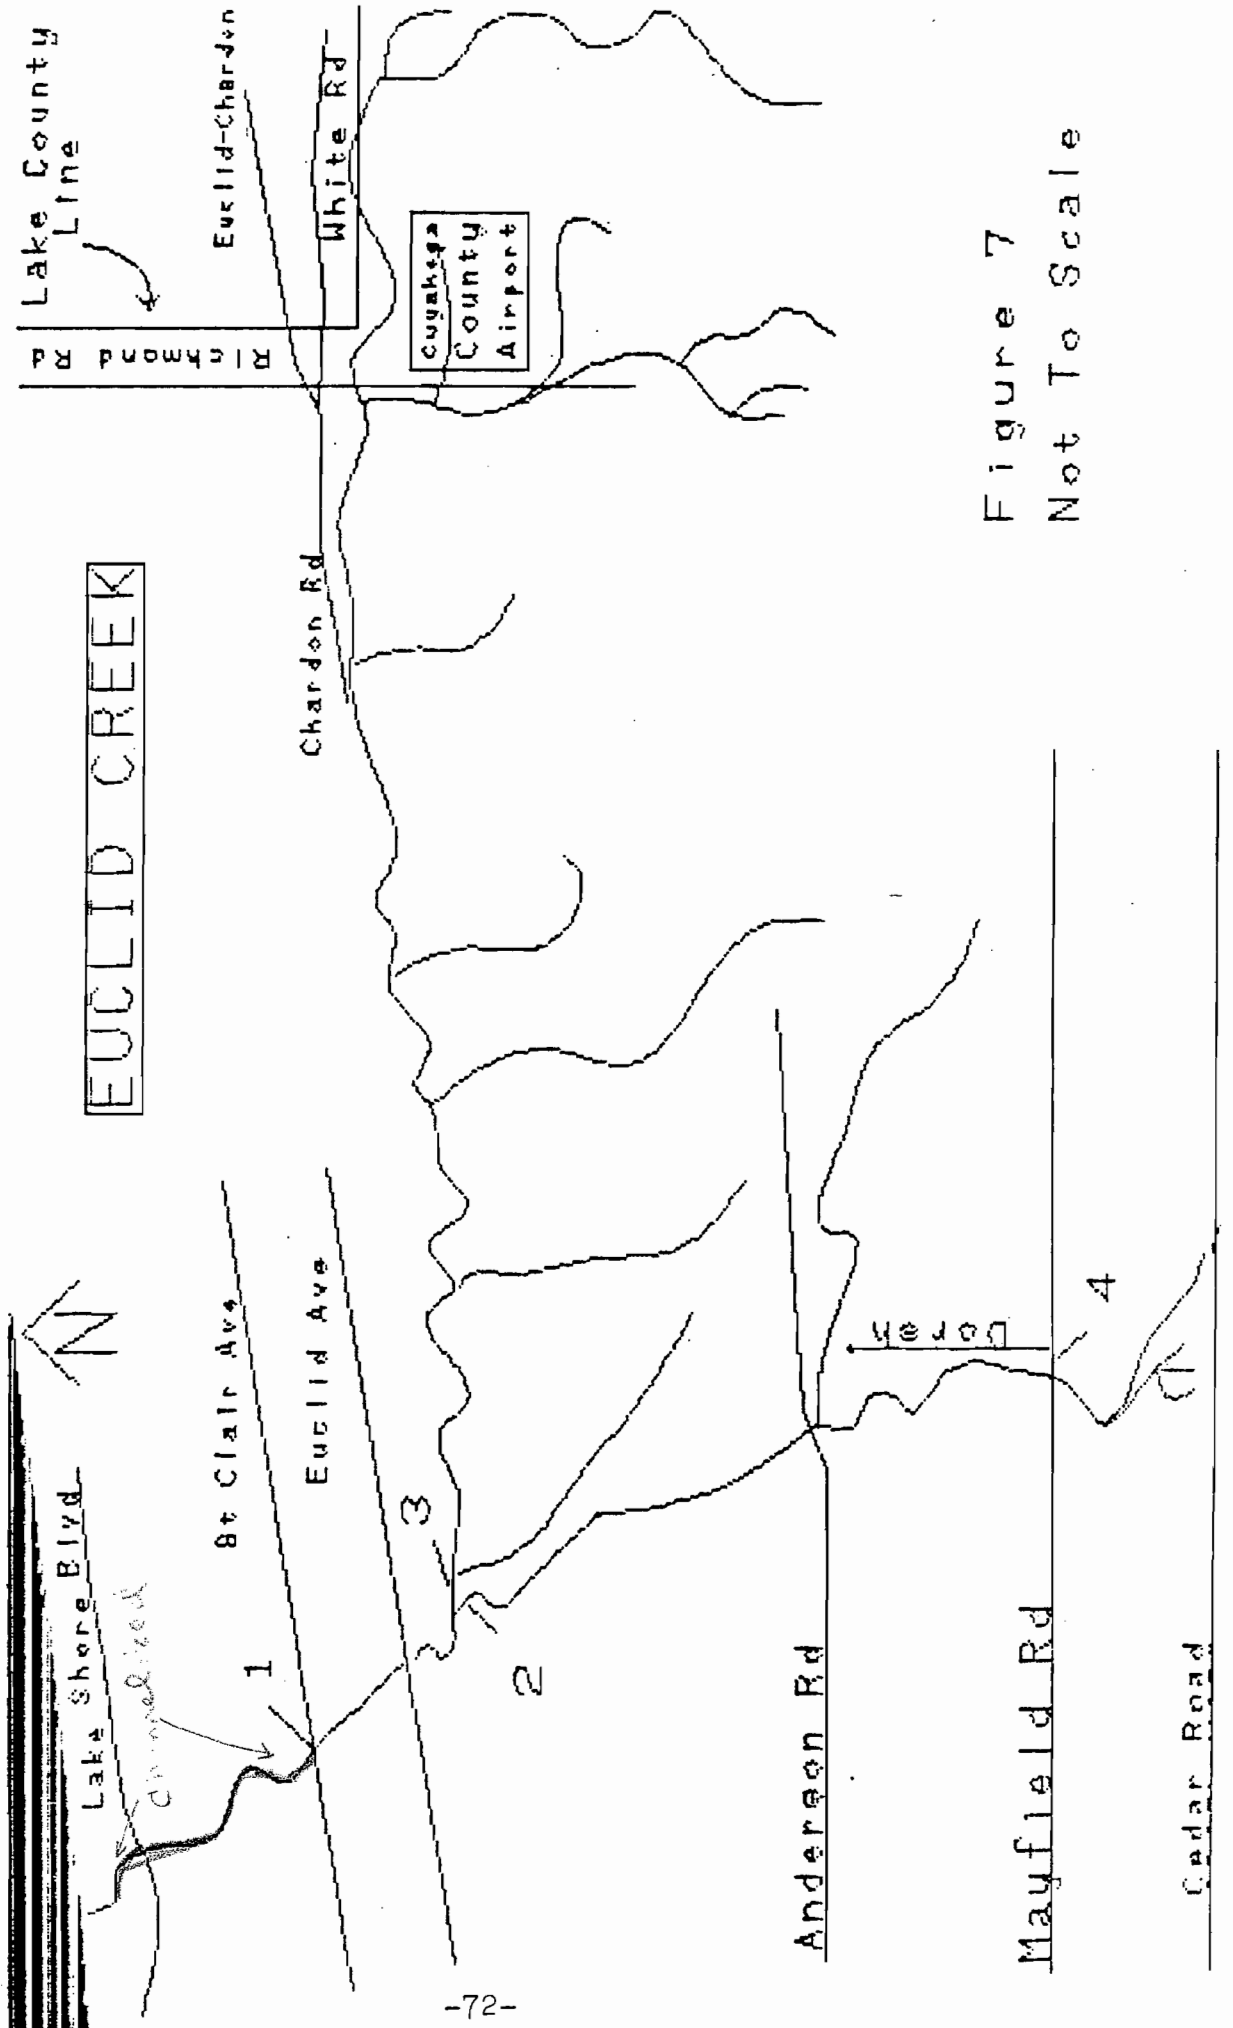 EUCLID CREEK
Lake County
Line
Euclid-Chardon
White Rd
Richmond Rd
Cuyahoga
County
Airport
Chardon Rd
N
Lake Shore Blvd
Channelized
St Clair Ave
Euclid Ave
1
2
3
4
Dorsh
Anderson Rd
Mayfield Rd
Cedar Road
Figure 7
Not To Scale
-72-